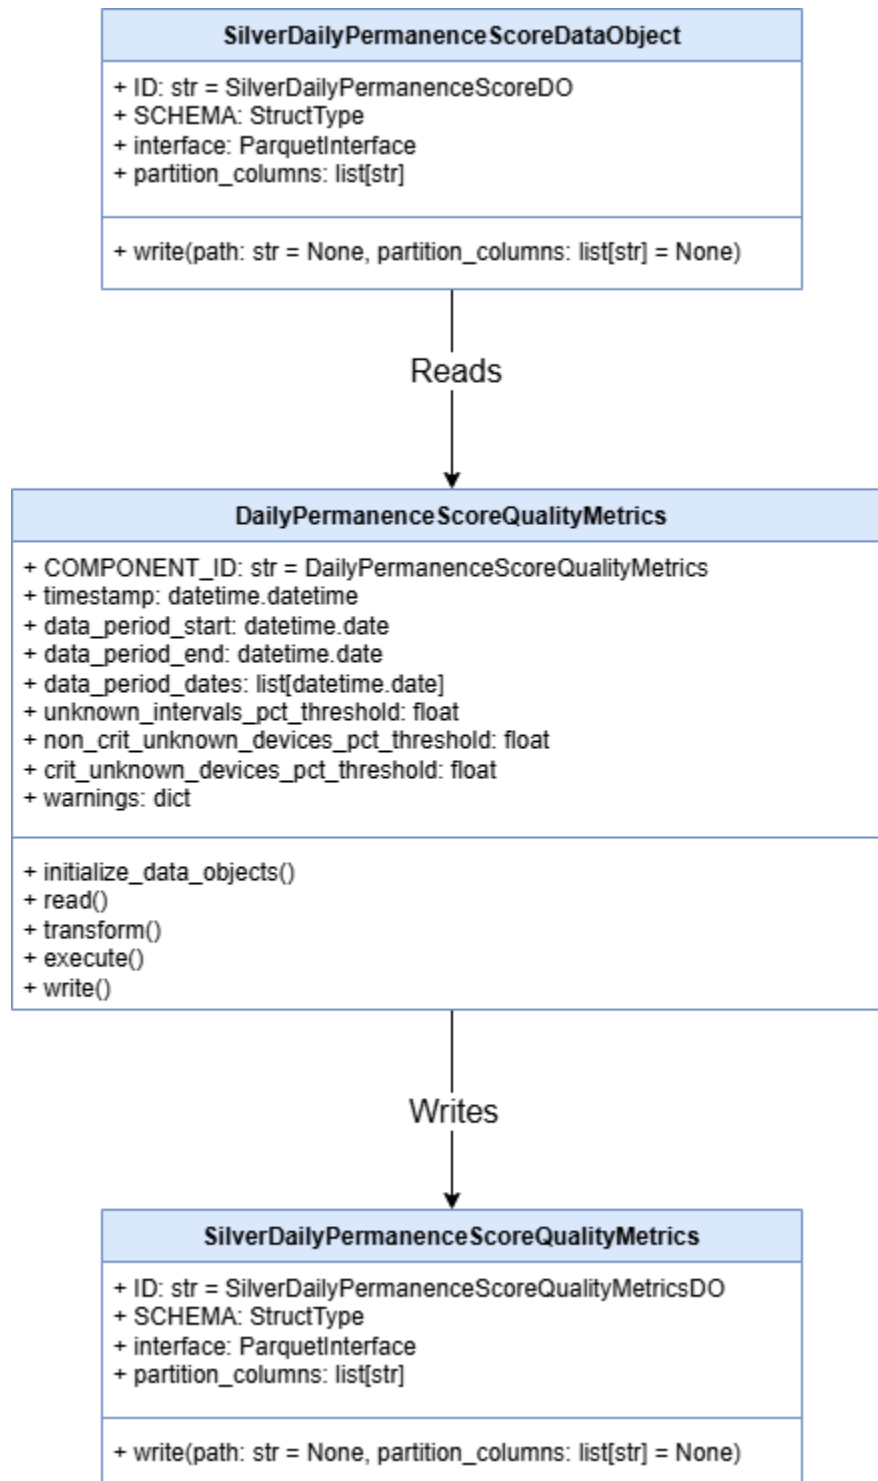 SilverDailyPermanenceScoreDataObject
+ ID: str = SilverDailyPermanenceScoreDO
+ SCHEMA: StructType
+ interface: ParquetInterface
+ partition_columns: list[str]
+ write(path: str = None, partition_columns: list[str] = None)
Reads
DailyPermanenceScoreQualityMetrics
+ COMPONENT_ID: str = DailyPermanenceScoreQualityMetrics
+ timestamp: datetime.datetime
+ data_period_start: datetime.date
+ data_period_end: datetime.date
+ data_period_dates: list[datetime.date]
+ unknown_intervals_pct_threshold: float
+ non_crit_unknown_devices_pct_threshold: float
+ crit_unknown_devices_pct_threshold: float
+ warnings: dict
+ initialize_data_objects()
+ read()
+ transform()
+ execute()
+ write()
Writes
SilverDailyPermanenceScoreQualityMetrics
+ ID: str = SilverDailyPermanenceScoreQualityMetricsDO
+ SCHEMA: StructType
+ interface: ParquetInterface
+ partition_columns: list[str]
+ write(path: str = None, partition_columns: list[str] = None)